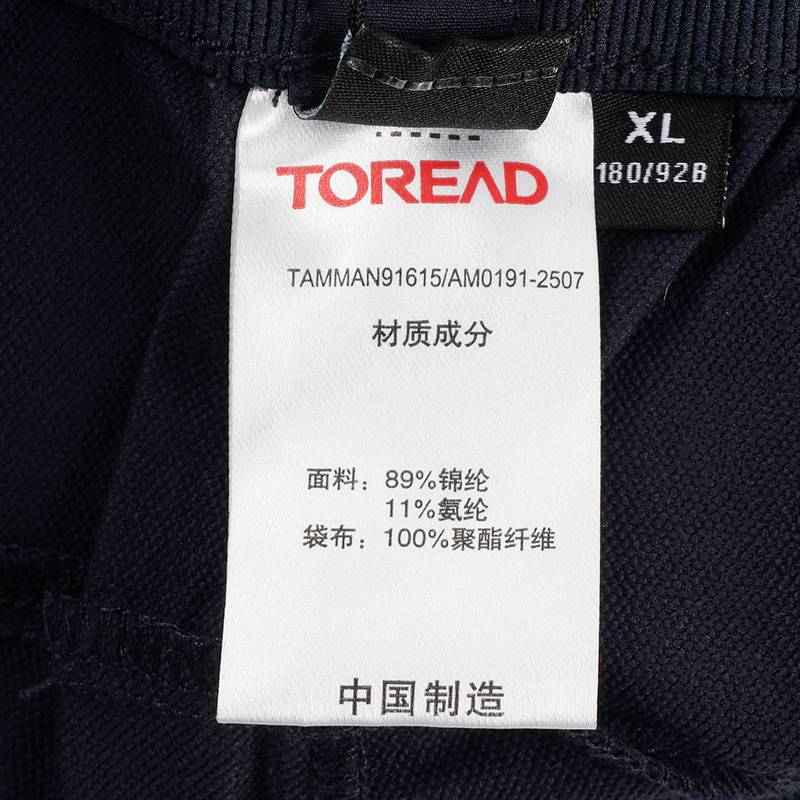 XL
180/92B
TOREAD
TAMMAN91615/AM0191-2507
材质成分
面料：89%锦纶
11%氨纶
袋布：100%聚酯纤维
中国制造